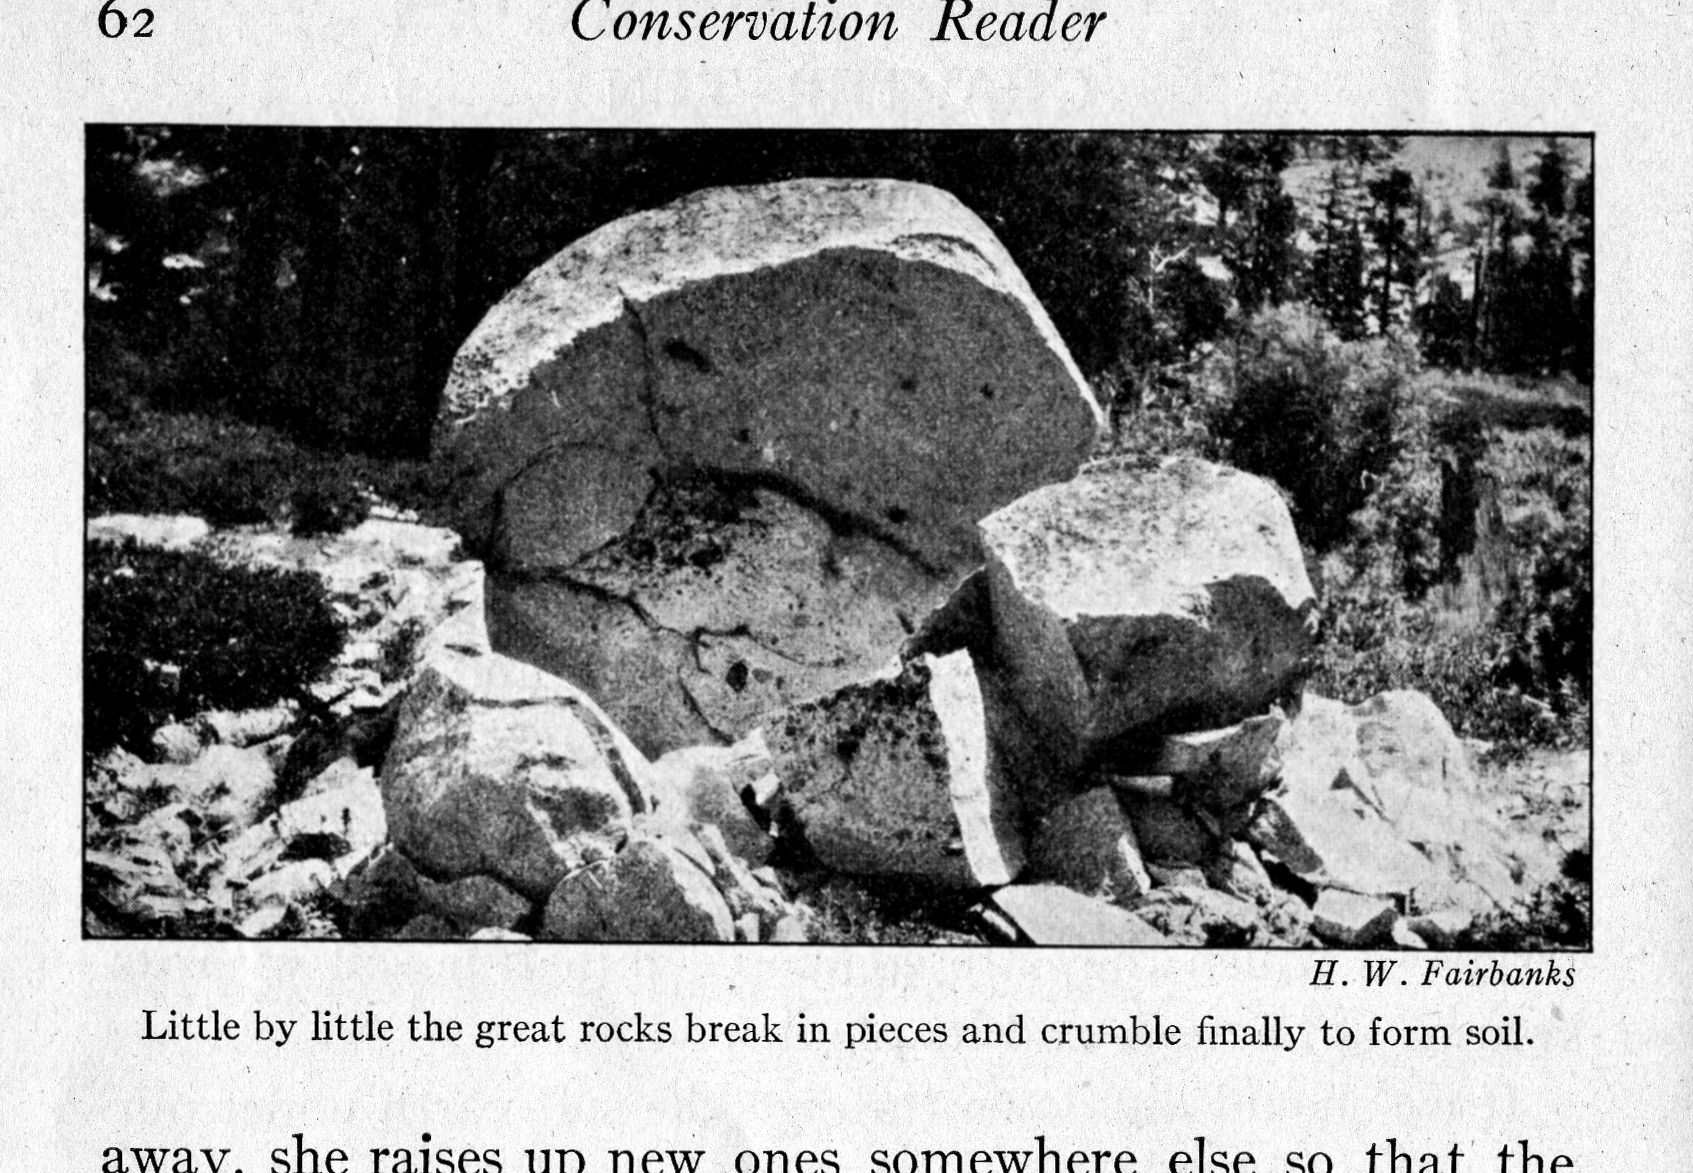 62
Conservation Reader
H. W. Fairbanks
Little by little the great rocks break in pieces and crumble finally to form soil.
away, she raises up new ones somewhere else so that the